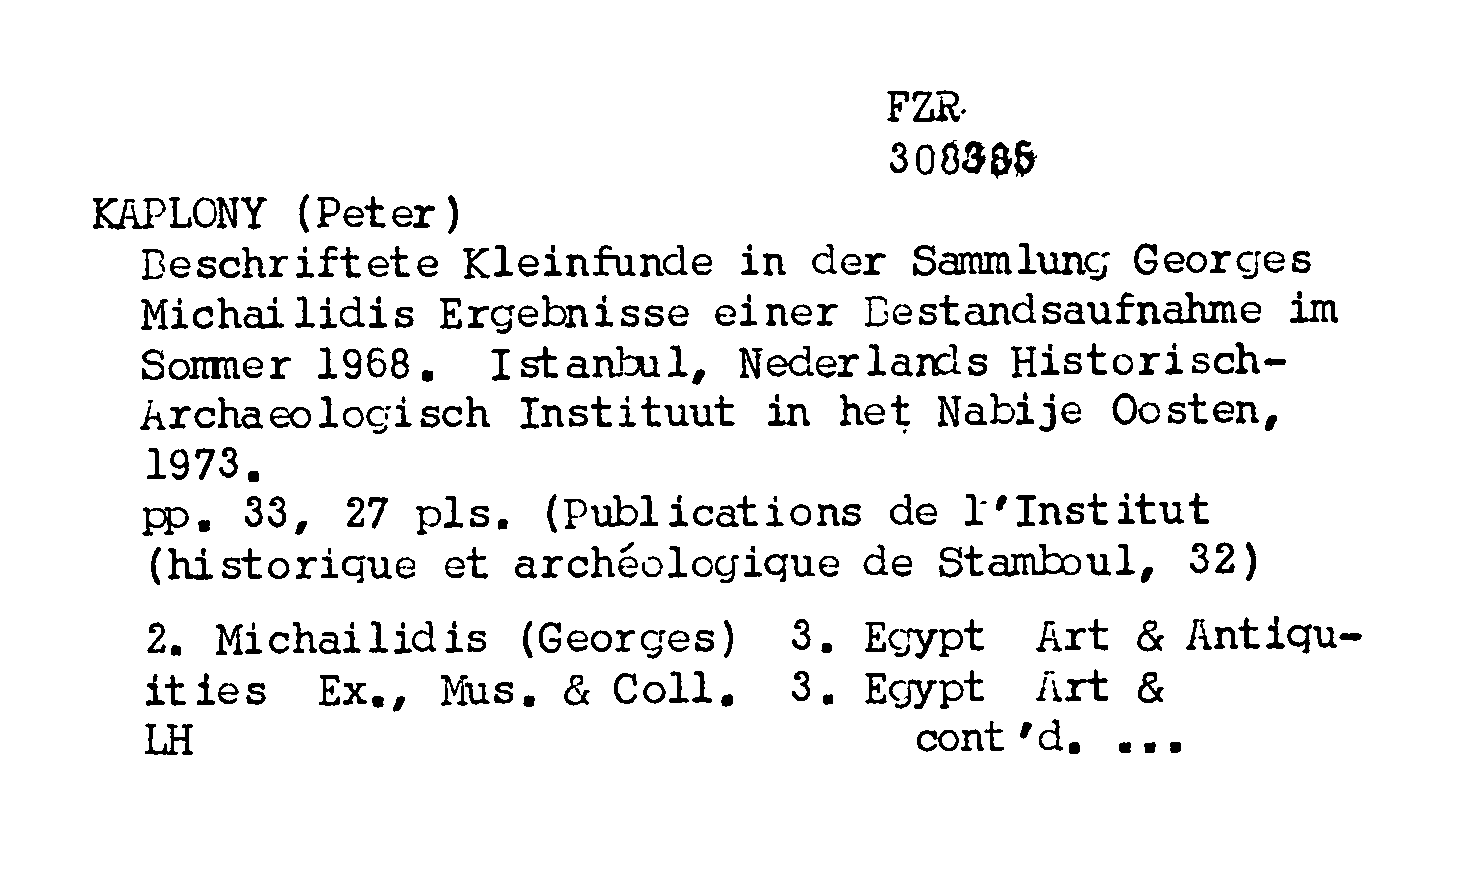 FZR
KAPLONY (Peter)
Beschriftete Kleinfunde in der Sammlung Georges
Michailidis Ergebnisse einer Bestandsaufnahme im
Sommer 1968. Istanbul, Nederlands Historisch-
Archaeologisch Instituut in het Nabije Oosten,
1973.
pp. 33, 27 pls. (Publications de l'Institut
(historique et archéologique de Stamboul, 32)
2. Michailidis (Georges) 3. Egypt Art & Antiqu-
ities Ex., Mus. & Coll. 3. Egypt Art &
LH cont'd. ...